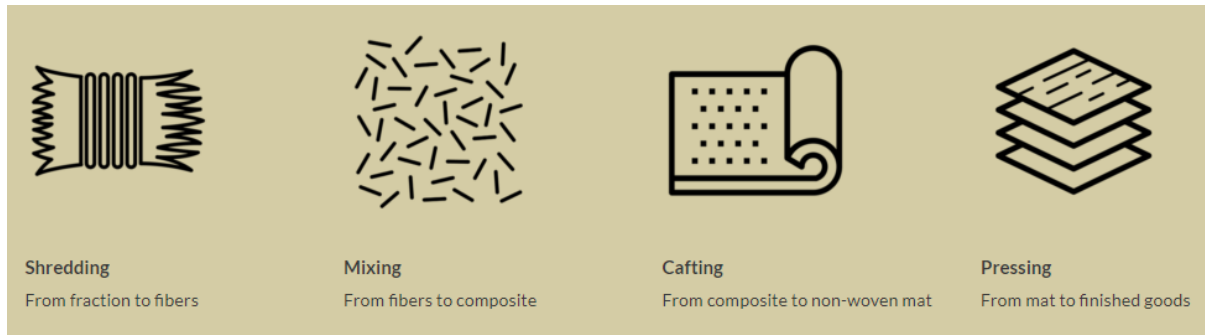 Shredding
From fraction to fibers
Mixing
From fibers to composite
Cafting
From composite to non-woven mat
Pressing
From mat to finished goods